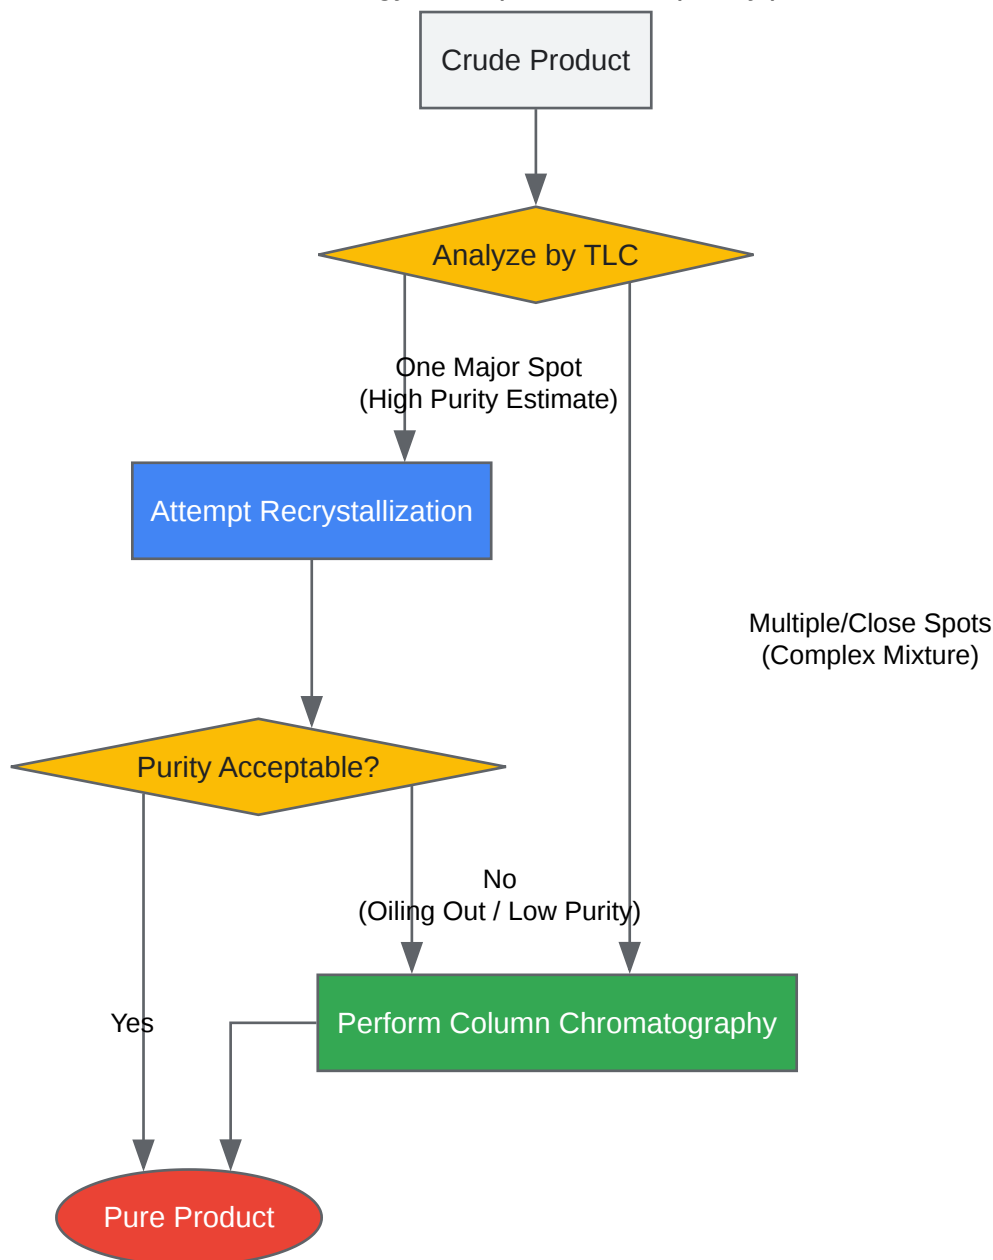 Crude Product
Analyze by TLC
One Major Spot
(High Purity Estimate)
Attempt Recrystallization
Multiple/Close Spots
(Complex Mixture)
Purity Acceptable?
No
(Oiling Out / Low Purity)
Yes
Perform Column Chromatography
Pure Product